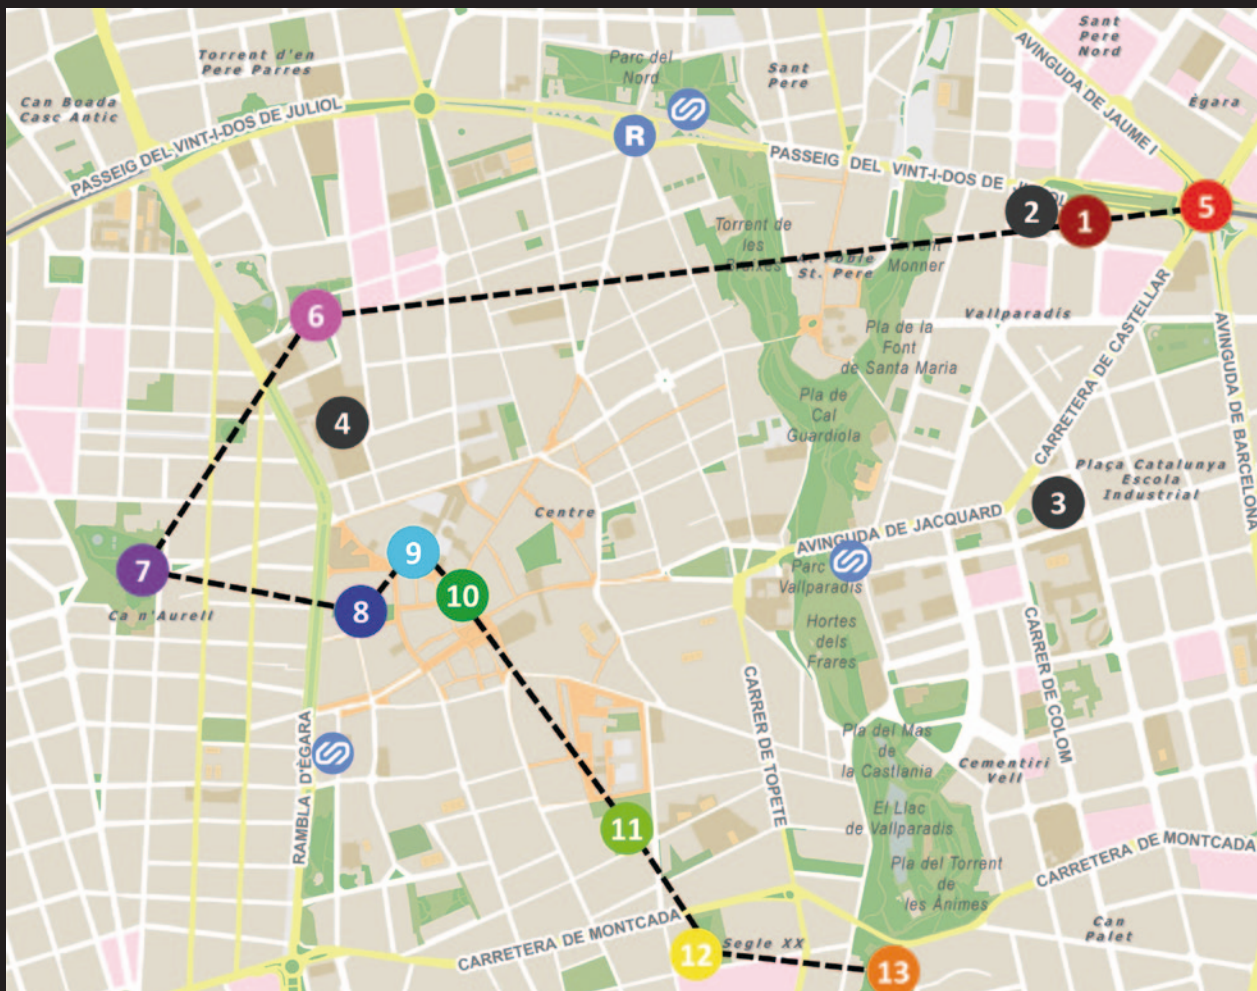 Torrent d'en
Pere Parres
Parc del
Nord
Sant
Pere
Sant
Pere
Nord
AVINGUDA DE JAUME I
Ègara
Can Boada
Casc Antic
PASSEIG DEL VINT-I-DOS DE JULIOL
R
PASSEIG DEL VINT-I-DOS DE JULIOL
2
1
5
Torrent de
les
Bruixes
St. Pere
Monner
6
Vallparadís
Pla de la
Font
de Santa Maria
CARRETERA DE CASTELLAR
AVINGUDA DE BARCELONA
4
Pla de
Cal
Guardiola
Plaça Catalunya
Escola
Industrial
3
Centre
AVINGUDA DE JACQUARD
9
7
Parc
Vallparadís
10
8
Ca n'Aurell
Hortes
dels
Frares
CARRER DE COLOM
CARRER DE TOPETE
RAMBLA D'ÈGARA
Pla del Mas
de
la Castlania
Cementiri
Vell
El Llac
de Vallparadís
11
Pla del Torrent
de
les Ànimes
CARRETERA DE MONTCADA
CARRETERA DE MONTCADA
Can
Palet
12
Segle XX
13